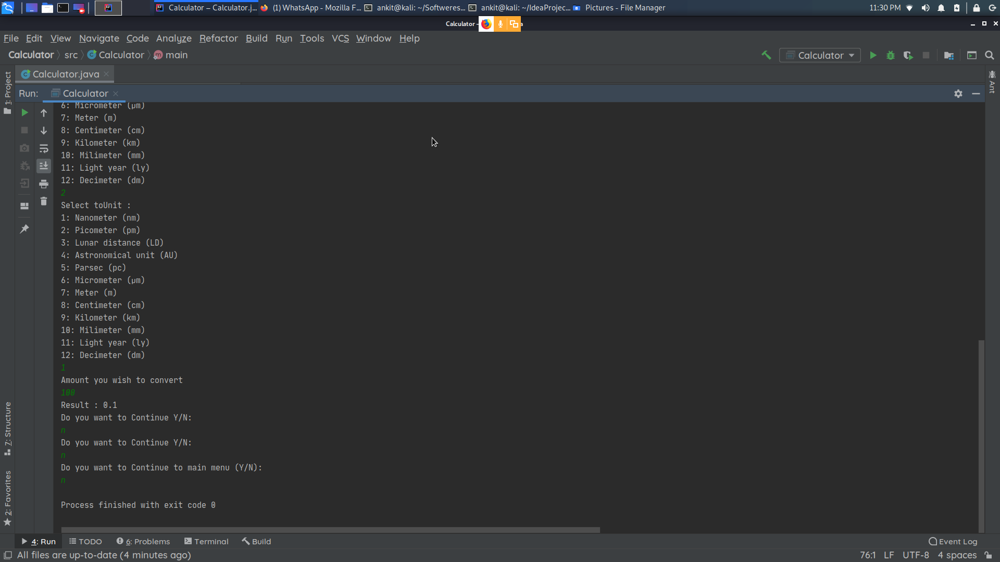 Calculator – Calculator.j...
(1) WhatsApp - Mozilla F...
ankit@kali: ~/Softweres...
ankit@kali: ~/IdeaProjec...
Pictures - File Manager
11:30 PM
Calculator -
a
File Edit View Navigate Code Analyze Refactor Build Run Tools VCS Window Help
Calculator src Calculator main
Calculator
Calculator.java
1: Project
Ant
Run: Calculator
6: Micrometer (µm)
7: Meter (m)
8: Centimeter (cm)
9: Kilometer (km)
10: Milimeter (mm)
11: Light year (ly)
12: Decimeter (dm)
2
Select toUnit :
1: Nanometer (nm)
2: Picometer (pm)
3: Lunar distance (LD)
4: Astronomical unit (AU)
5: Parsec (pc)
6: Micrometer (µm)
7: Meter (m)
8: Centimeter (cm)
9: Kilometer (km)
10: Milimeter (mm)
11: Light year (ly)
12: Decimeter (dm)
1
Amount you wish to convert
100
Result : 0.1
Do you want to Continue Y/N:
n
Do you want to Continue Y/N:
n
Do you want to Continue to main menu (Y/N):
n
Process finished with exit code 0
7: Structure
2: Favorites
4: Run TODO 6: Problems Terminal Build Event Log
All files are up-to-date (4 minutes ago) 76:1 LF UTF-8 4 spaces